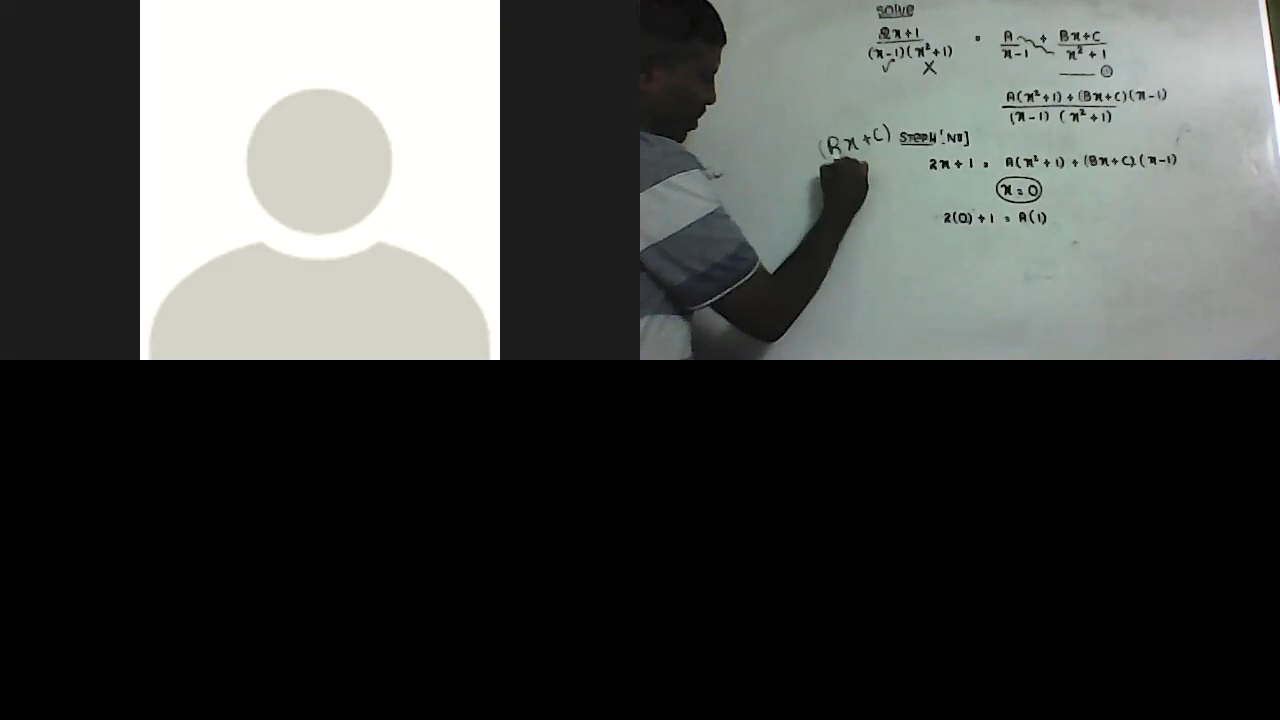 SOLVE
2x+1 / (x-1)(x²+1) = A / x-1 + Bx+C / x²+1
✓ X
A(x²+1) + (Bx+C)(x-1) / (x-1)(x²+1)
(Bx+C)
2x+1 = A(x²+1) + (Bx+C)(x-1)
x=0
2(0)+1 = A(1)